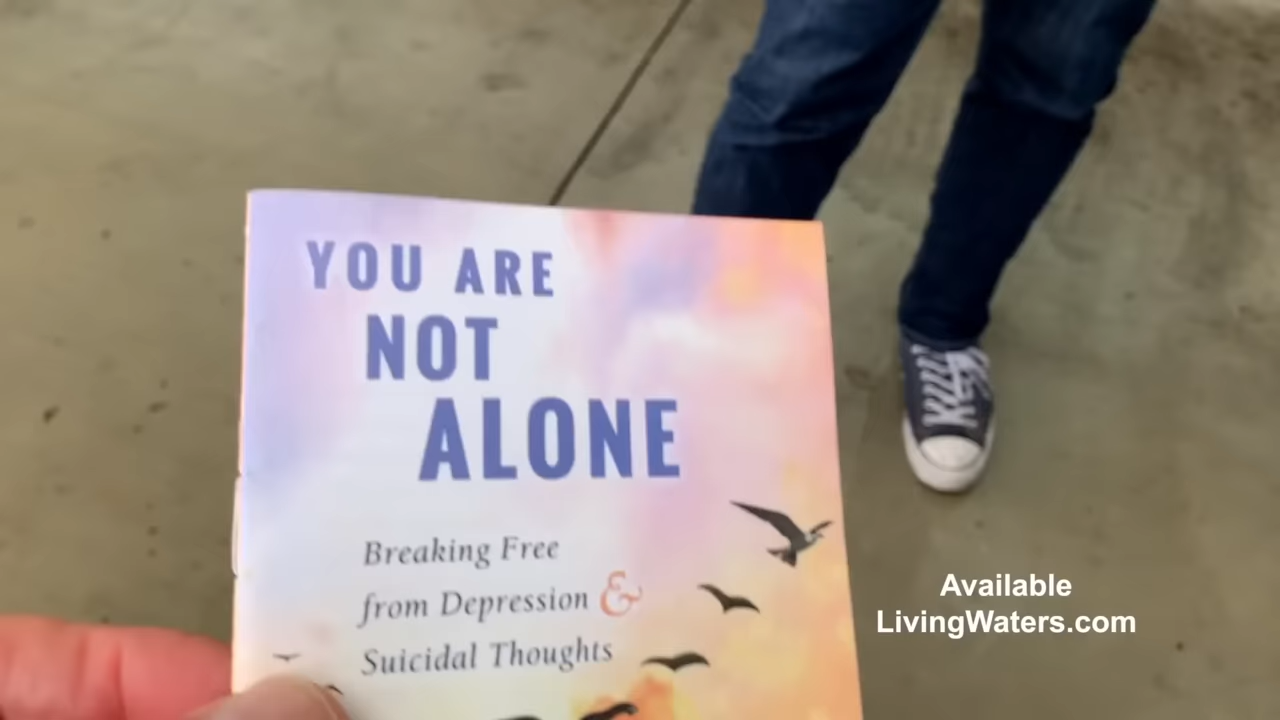 YOU ARE
NOT
ALONE
Breaking Free
from Depression &
Suicidal Thoughts
Available
LivingWaters.com